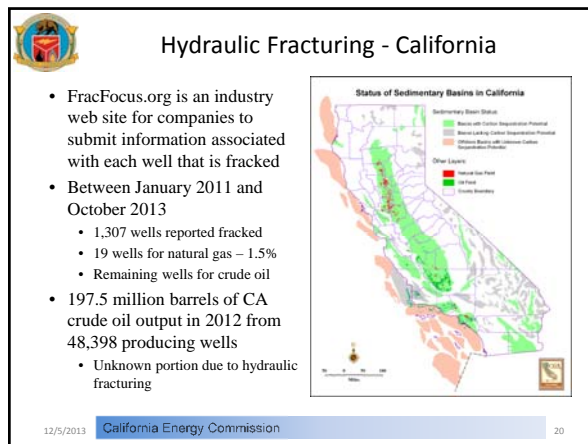 Hydraulic Fracturing - California
• FracFocus.org is an industry
web site for companies to
submit information associated
with each well that is fracked
• Between January 2011 and
October 2013
• 1,307 wells reported fracked
• 19 wells for natural gas – 1.5%
• Remaining wells for crude oil
• 197.5 million barrels of CA
crude oil output in 2012 from
48,398 producing wells
• Unknown portion due to hydraulic
fracturing
Status of Sedimentary Basins in California
Sedimentary Basin Status
Basins with Carbon Sequestration Potential
Basins Lacking Carbon Sequestration Potential
Offshore Basins with Unknown Carbon
Sequestration Potential
Other Layers
Natural Gas Field
Oil Field
County Boundary
Miles
12/5/2013
California Energy Commission
20